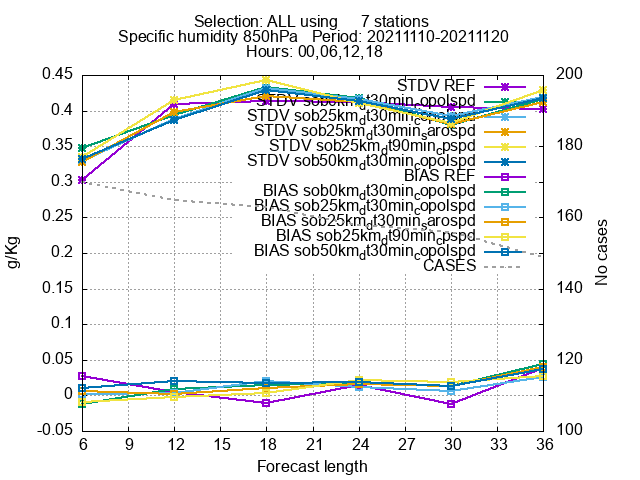 Selection: ALL using 7 stations
Specific humidity 850hPa Period: 20211110-20211120
Hours: 00,06,12,18
0.45
0.4
0.35
0.3
0.25
0.2
0.15
0.1
0.05
0
-0.05
g/Kg
STDV REF
STDV sob0km_dt30min_copolspd
STDV sob25km_dt30min_copolspd
STDV sob25km_dt30min_sarospd
STDV sob25km_dt90min_cpspd
STDV sob50km_dt30min_copolspd
BIAS REF
BIAS sob0km_dt30min_copolspd
BIAS sob25km_dt30min_copolspd
BIAS sob25km_dt30min_sarospd
BIAS sob25km_dt90min_cpspd
BIAS sob50km_dt30min_copolspd
CASES
200
180
160
140
120
100
No cases
6 9 12 15 18 21 24 27 30 33 36
Forecast length